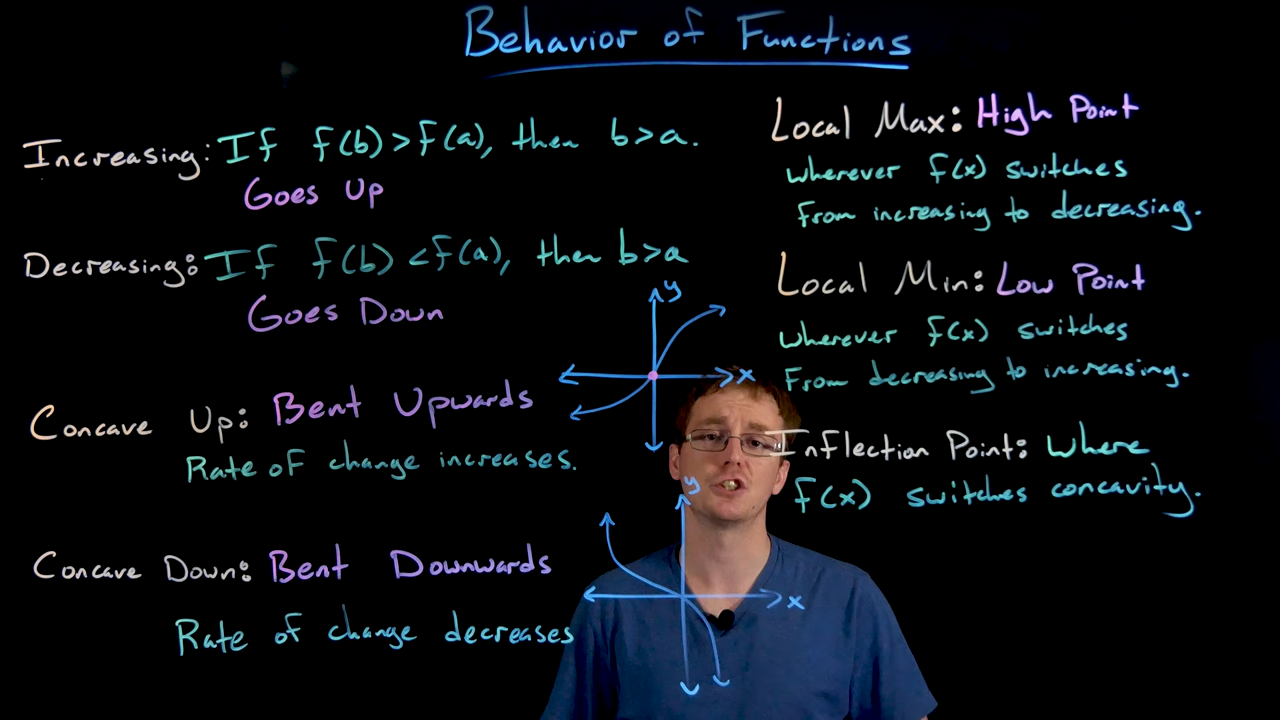 Behavior of Functions
Increasing: If f(b) > f(a), then b > a.
Goes Up
Decreasing: If f(b) < f(a), then b > a
Goes Down
Concave Up: Bent Upwards
Rate of change increases.
Concave Down: Bent Downwards
Rate of change decreases
y
x
y
x
Local Max: High Point
wherever f(x) switches
from increasing to decreasing.
Local Min: Low Point
wherever f(x) switches
from decreasing to increasing.
Inflection Point: Where
f(x) switches concavity.